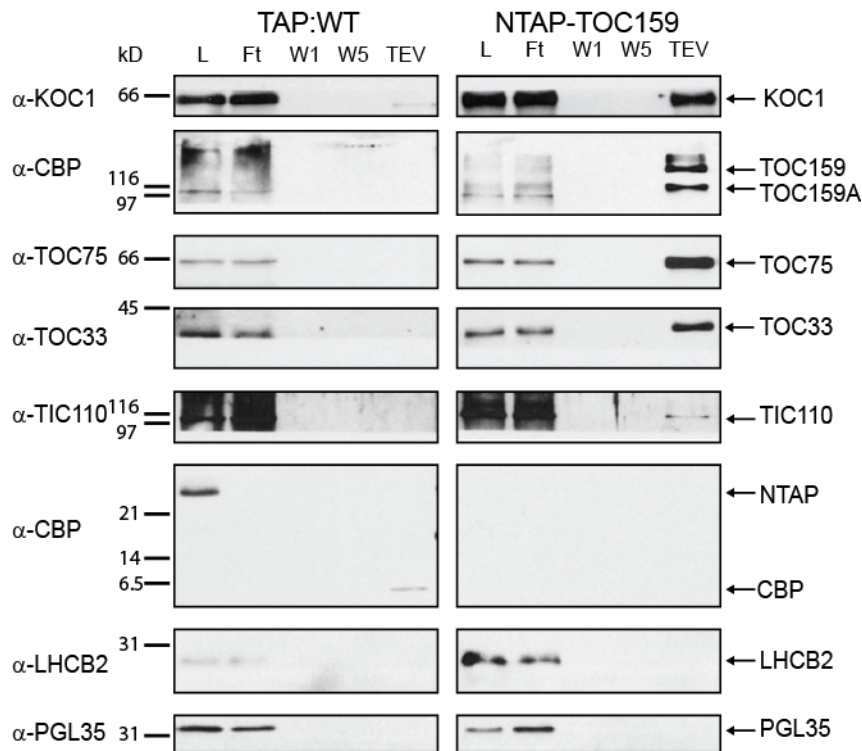 TAP:WT NTAP-TOC159
kD L Ft W1 W5 TEV L Ft W1 W5 TEV
α-KOC1 66 KOC1
α-CBP 116 97 TOC159 TOC159A
α-TOC75 66 TOC75
α-TOC33 45 TOC33
α-TIC110 116 97 TIC110
α-CBP 21 14 6.5 NTAP CBP
α-LHCB2 31 LHCB2
α-PGL35 31 PGL35